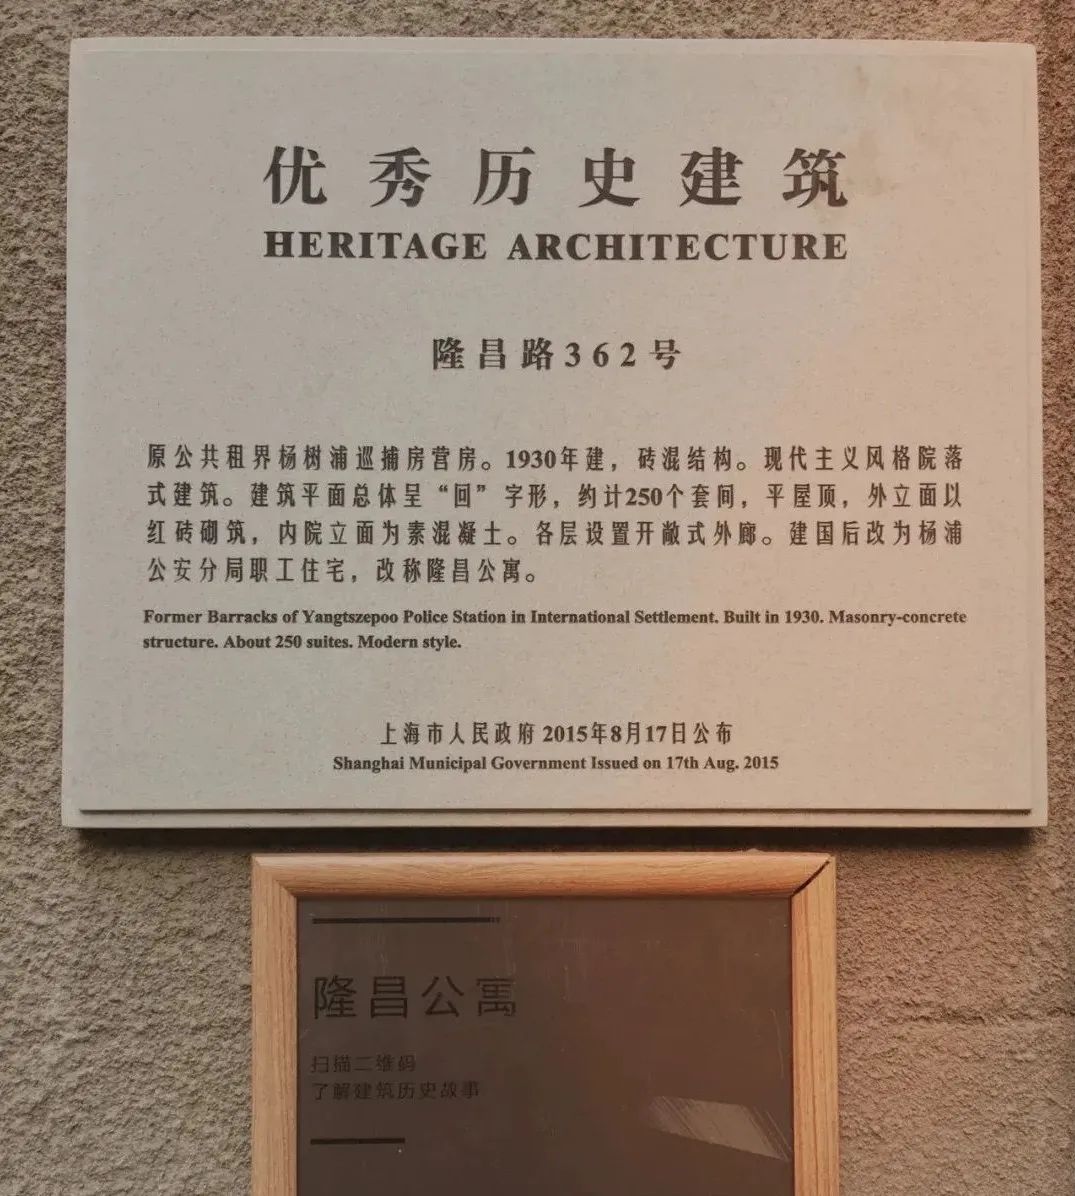 优秀历史建筑
HERITAGE ARCHITECTURE
隆昌路362号
原公共租界杨树浦巡捕房营房。1930年建，砖混结构。现代主义风格院落
式建筑。建筑平面总体呈“回”字形，约计250个套间，平屋顶，外立面以
红砖砌筑，内院立面为素混凝土。各层设置开敞式外廊。建国后改为杨浦
公安分局职工住宅，改称隆昌公寓。
Former Barracks of Yangtszepoo Police Station in International Settlement. Built in 1930. Masonry-concrete
structure. About 250 suites. Modern style.
上海市人民政府 2015年8月17日公布
Shanghai Municipal Government Issued on 17th Aug. 2015
隆昌公寓
扫描二维码
了解建筑历史故事